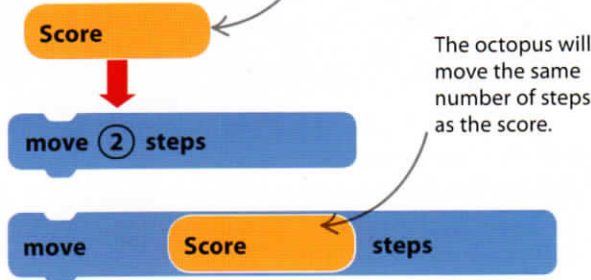 Score
The octopus will
move the same
number of steps
as the score.
move 2 steps
move Score steps